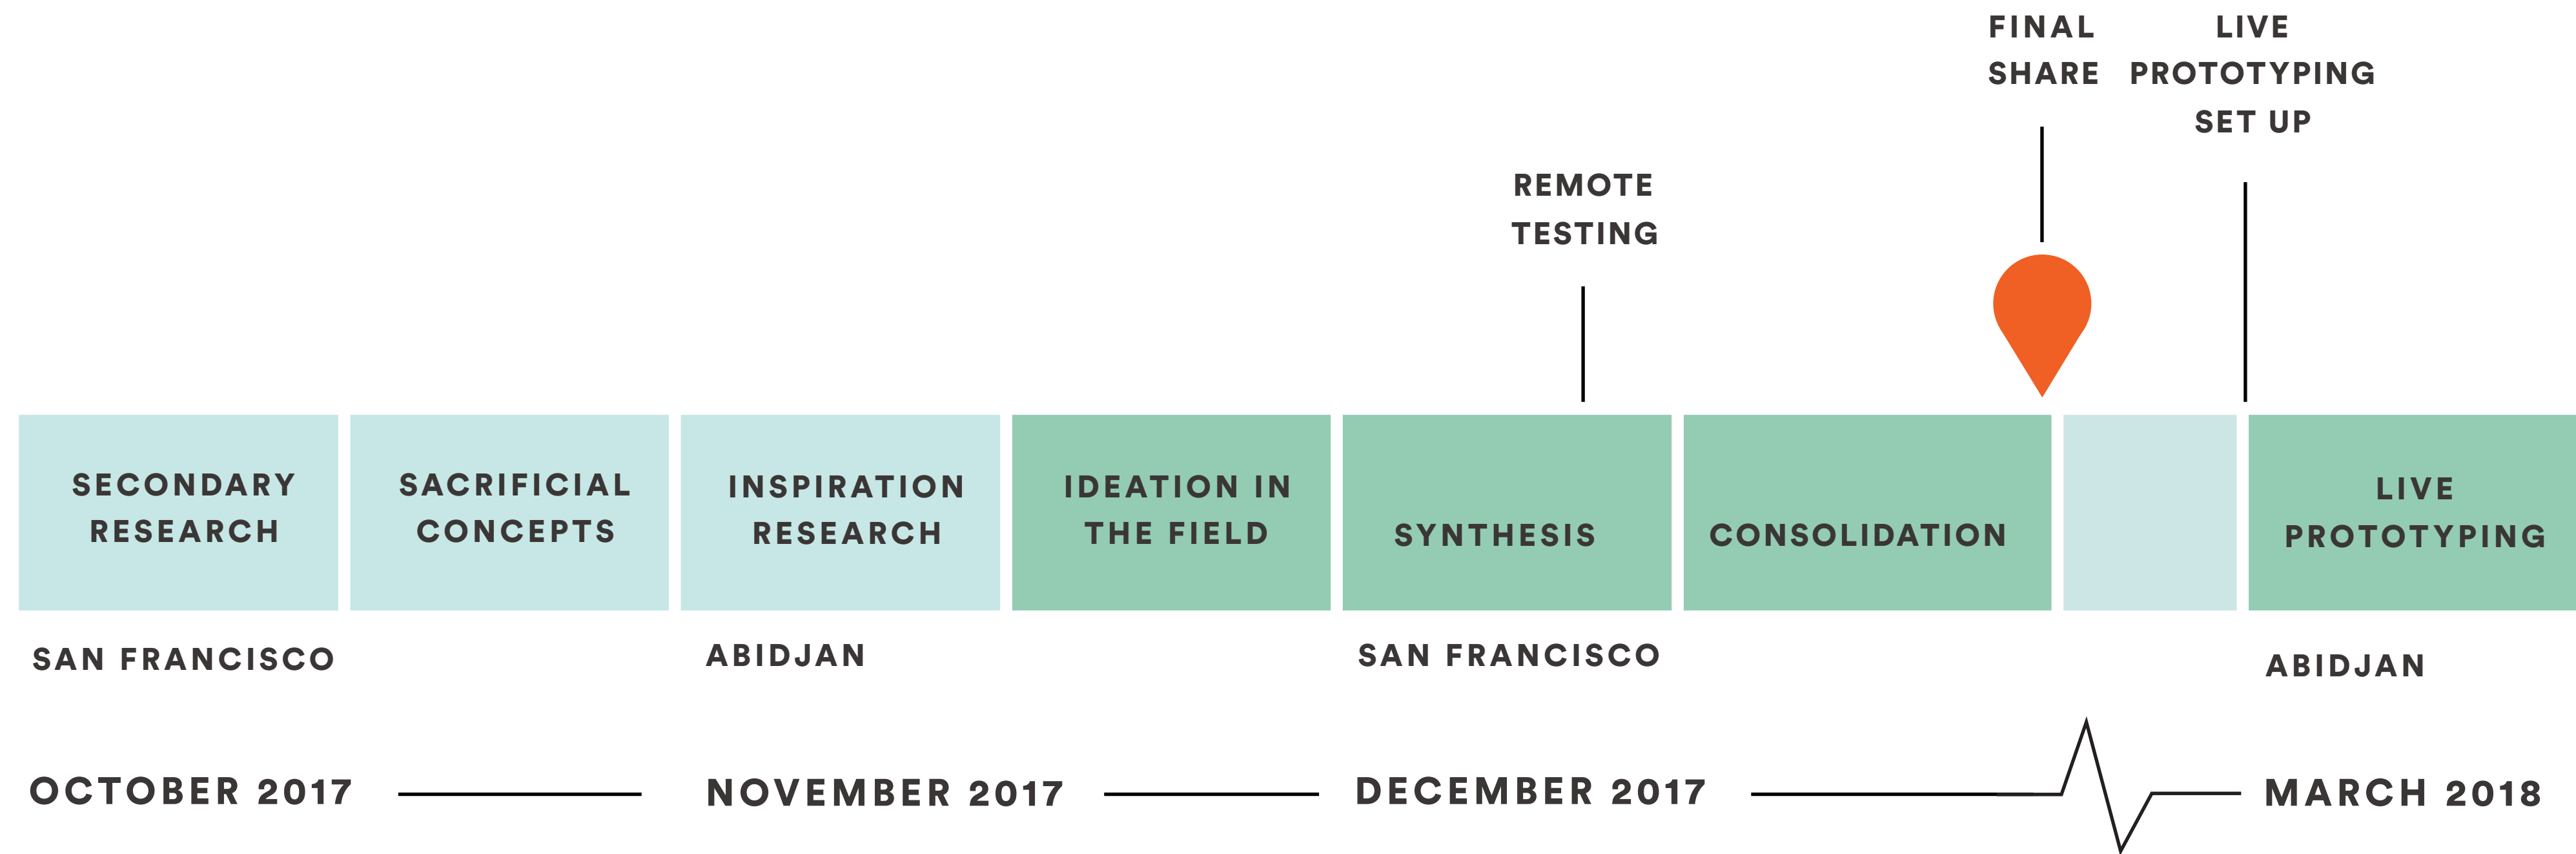 FINAL
SHARE
LIVE
PROTOTYPING
SET UP
REMOTE
TESTING
SECONDARY
RESEARCH
SACRIFICIAL
CONCEPTS
INSPIRATION
RESEARCH
IDEATION IN
THE FIELD
SYNTHESIS
CONSOLIDATION
LIVE
PROTOTYPING
SAN FRANCISCO
ABIDJAN
SAN FRANCISCO
ABIDJAN
OCTOBER 2017
NOVEMBER 2017
DECEMBER 2017
MARCH 2018